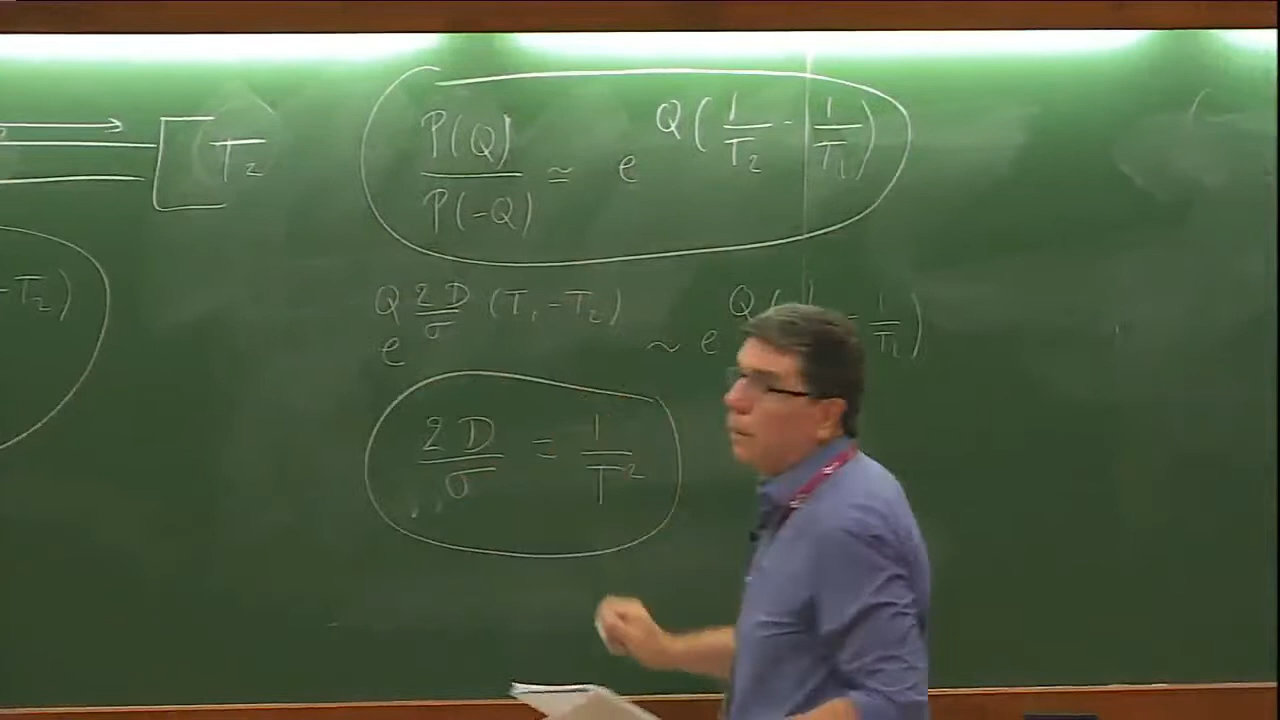 T₂
P(Q)/P(-Q) ≃ e^{Q(1/T₂ - 1/T₁)}
-T₂)
e^{Q 2D/σ (T₁-T₂)} ~ e^{Q( - 1/T₁)}
2D/σ = 1/T²